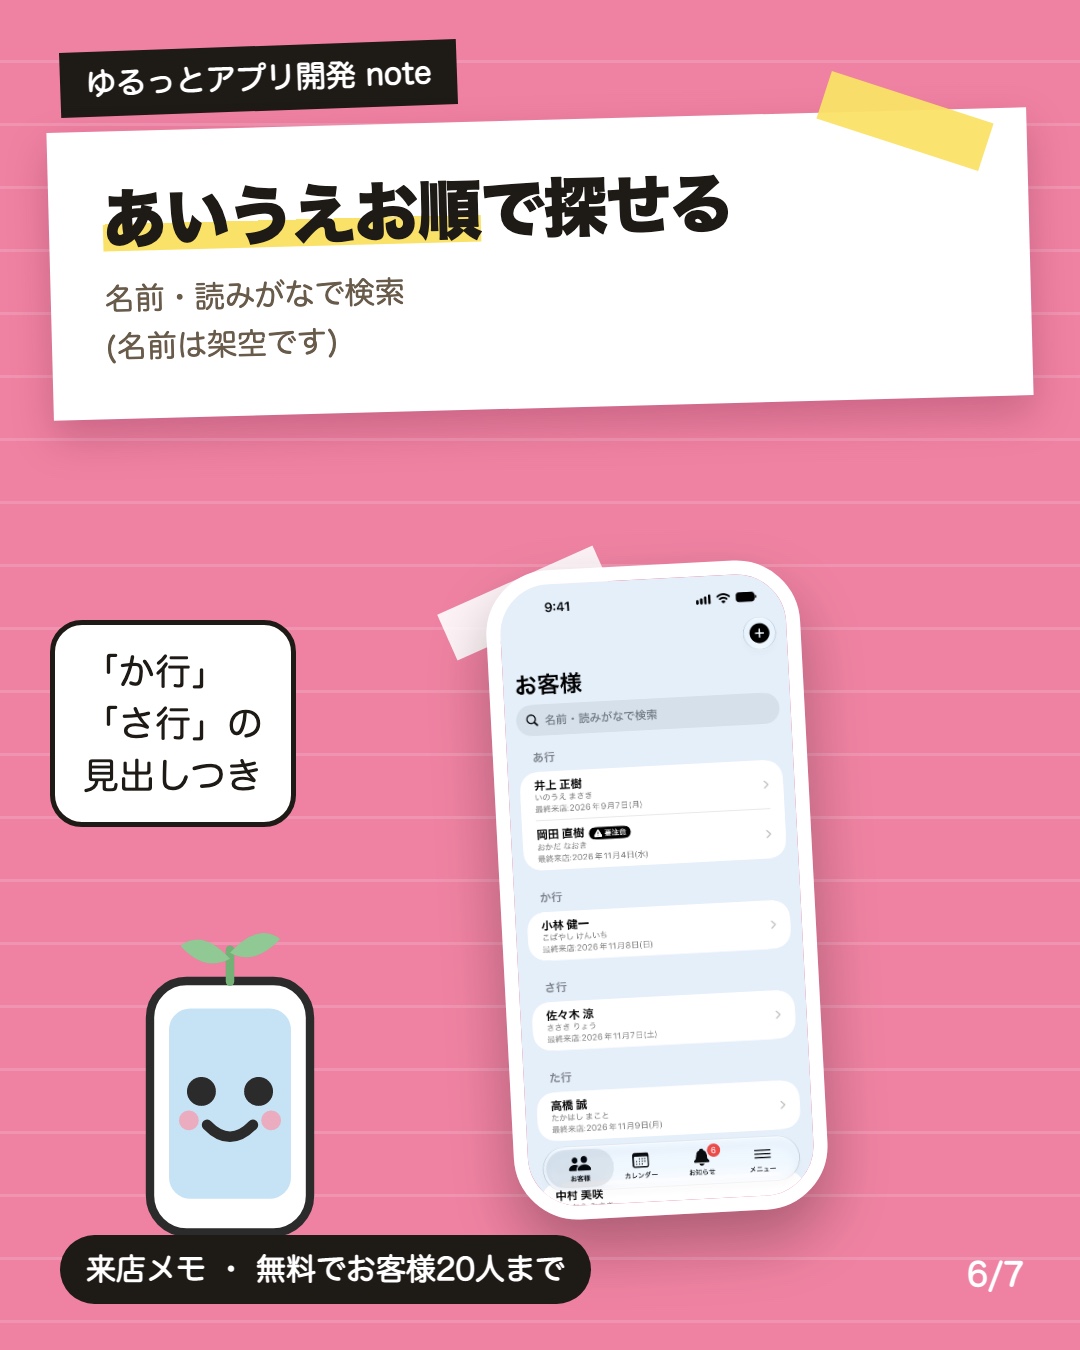 ゆるっとアプリ開発 note
あいうえお順で探せる
名前・読みがなで検索
(名前は架空です)
「か行」
「さ行」の
見出しつき
9:41
お客様
名前・読みがなで検索
あ行
井上 正樹
いのうえ まさき
最終来店:2026年9月7日(月)
岡田 直樹 要注意
おかだ なおき
最終来店:2026年11月4日(水)
か行
小林 健一
こばやし けんいち
最終来店:2026年11月8日(日)
さ行
佐々木 涼
ささき りょう
最終来店:2026年11月7日(土)
た行
高橋 誠
たかはし まこと
最終来店:2026年11月9日(月)
6
お客様 カレンダー お知らせ メニュー
中村 美咲
来店メモ ・ 無料でお客様20人まで
6/7